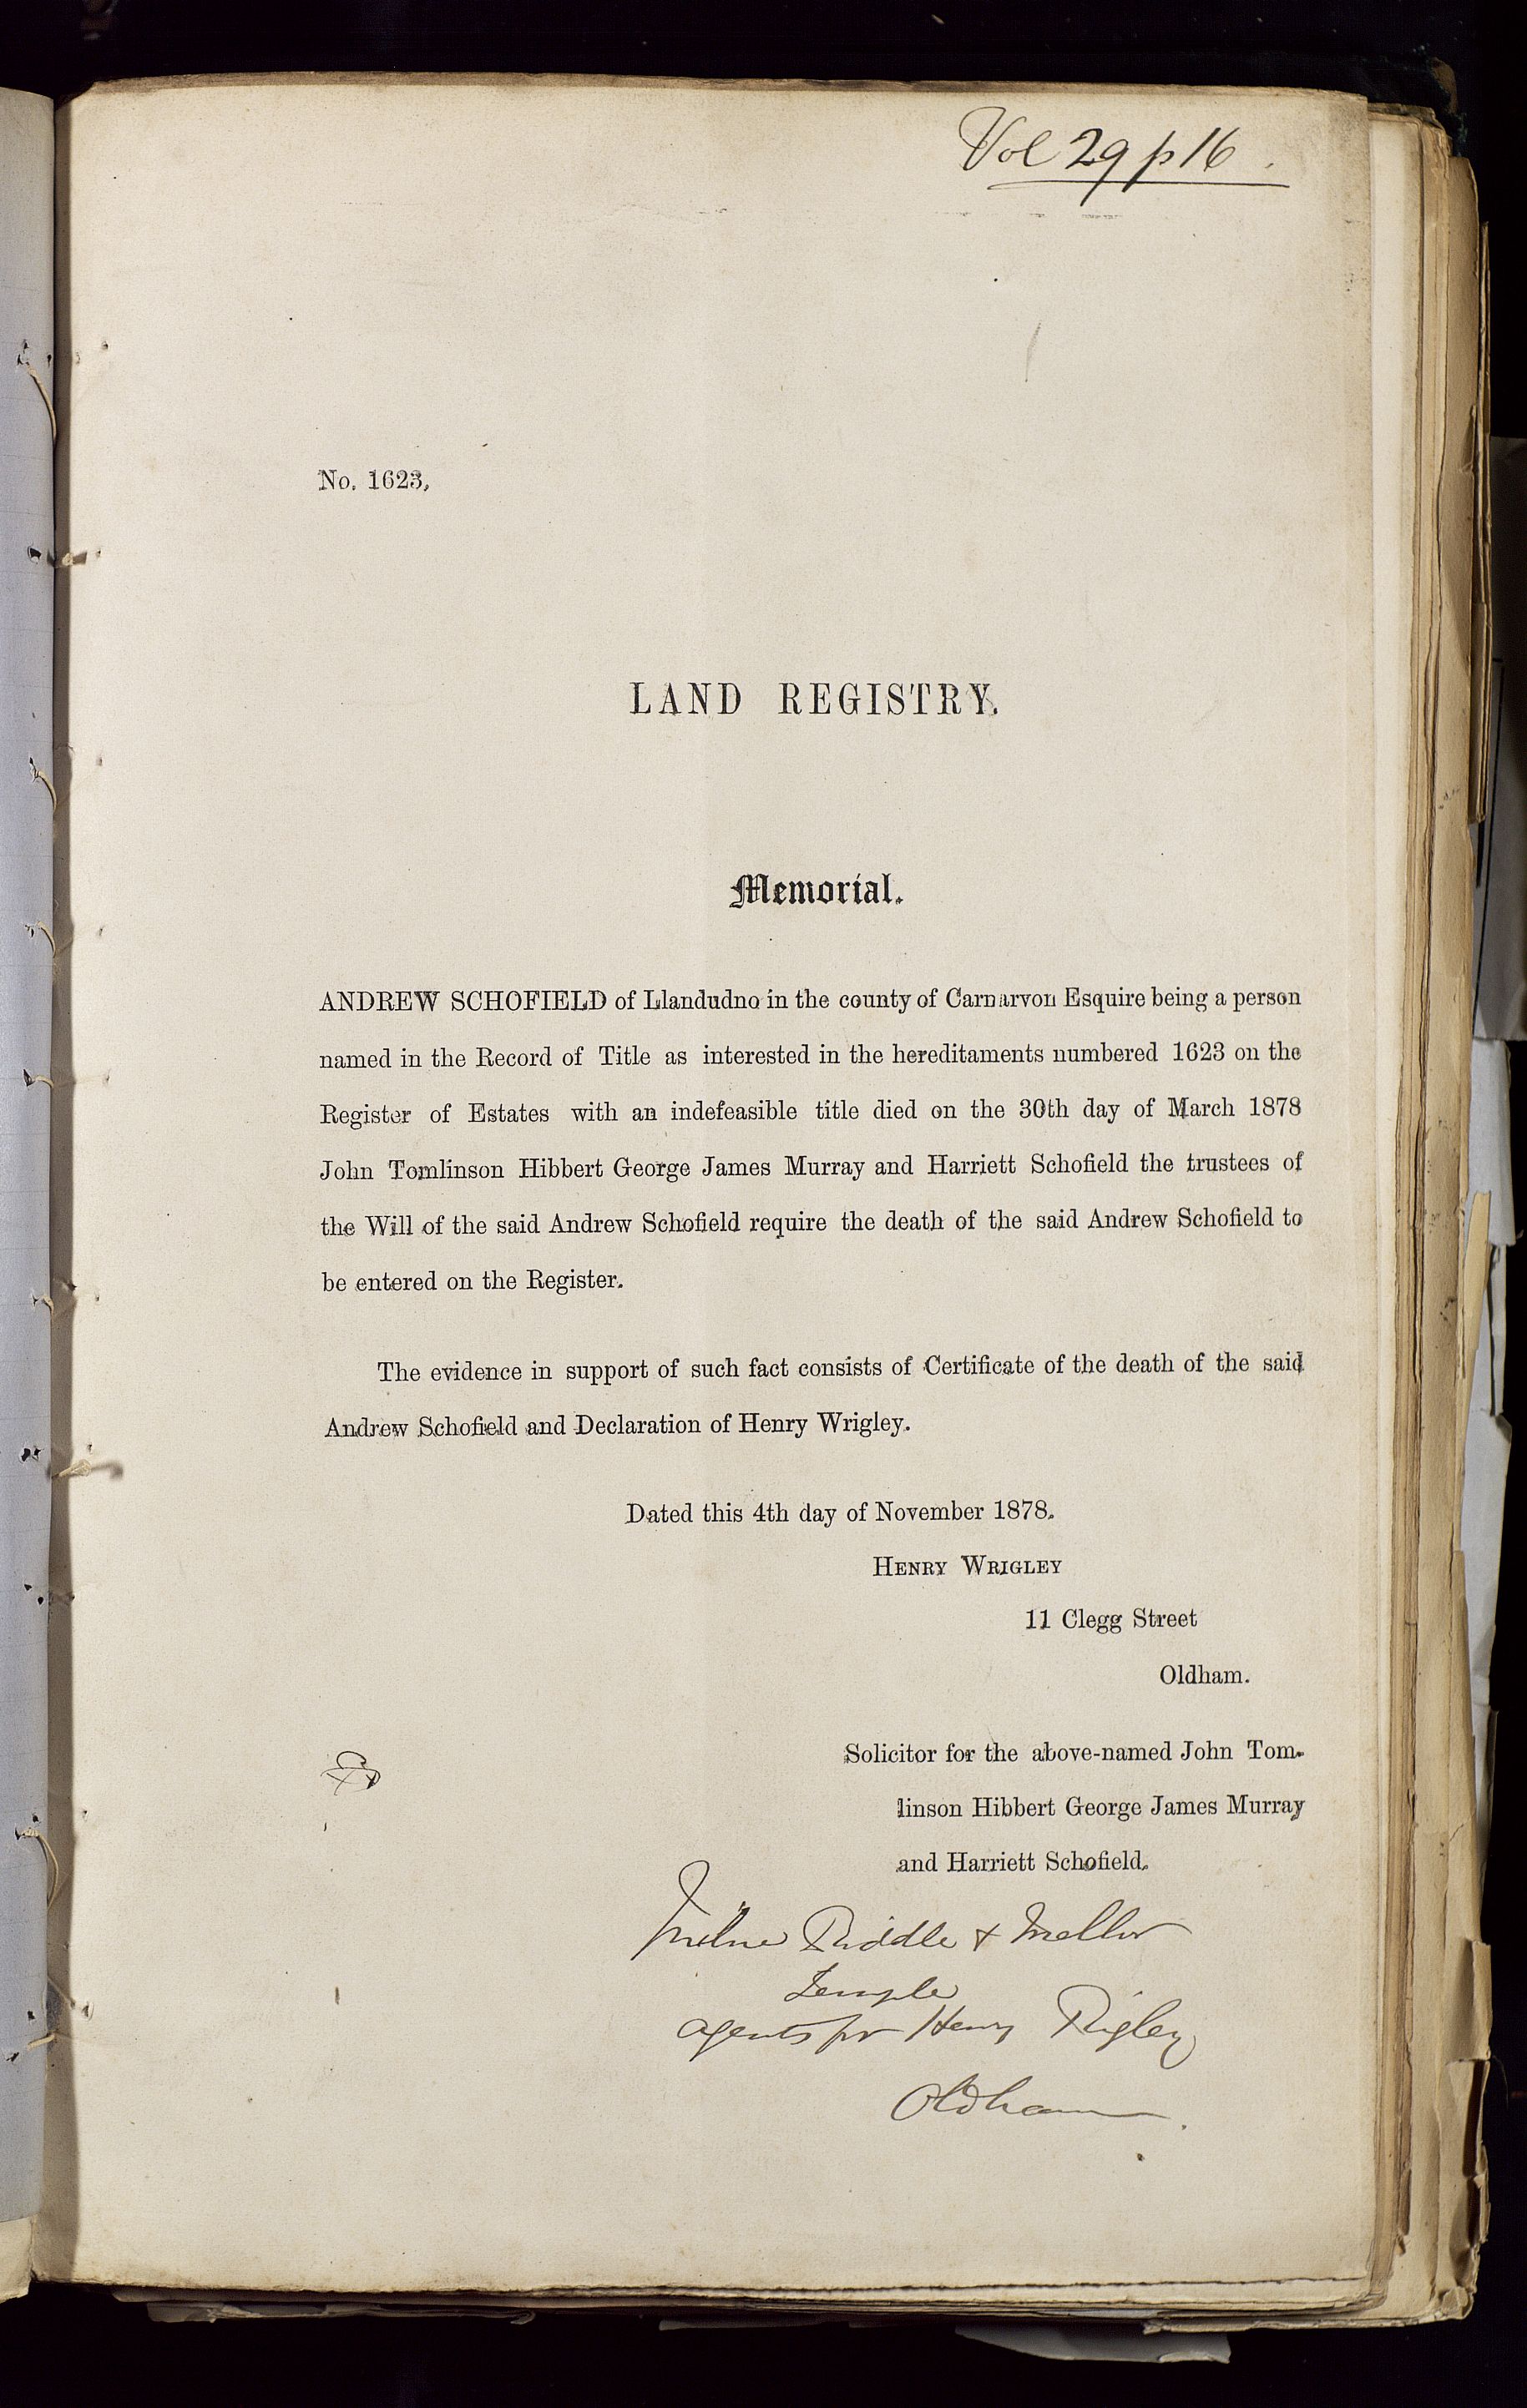 Vol 29 p 16.
No. 1623,
LAND REGISTRY.
Memorial.
ANDREW SCHOFIELD of Llandudno in the county of Carnarvon Esquire being a person
named in the Record of Title as interested in the hereditaments numbered 1623 on the
Register of Estates with an indefeasible title died on the 30th day of March 1878
John Tomlinson Hibbert George James Murray and Harriett Schofield the trustees of
the Will of the said Andrew Schofield require the death of the said Andrew Schofield to
be entered on the Register.
The evidence in support of such fact consists of Certificate of the death of the said
Andrew Schofield and Declaration of Henry Wrigley.
Dated this 4th day of November 1878.
HENRY WRIGLEY
11 Clegg Street
Oldham.
Solicitor for the above-named John Tom-
linson Hibbert George James Murray
and Harriett Schofield.
Milne Riddle & Mellor
Temple
agents for Henry Rigley
Oldham.